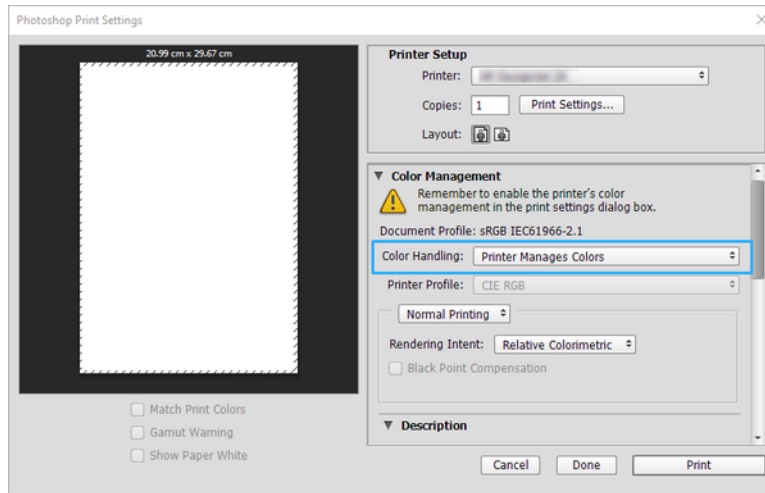 Photoshop Print Settings
20.99 cm x 29.67 cm
Match Print Colors
Gamut Warning
Show Paper White
Printer Setup
Printer:
Copies: 1 Print Settings...
Layout:
Color Management
Remember to enable the printer's color
management in the print settings dialog box.
Document Profile: sRGB IEC61966-2.1
Color Handling: Printer Manages Colors
Printer Profile: CIE RGB
Normal Printing
Rendering Intent: Relative Colorimetric
Black Point Compensation
Description
Cancel Done Print